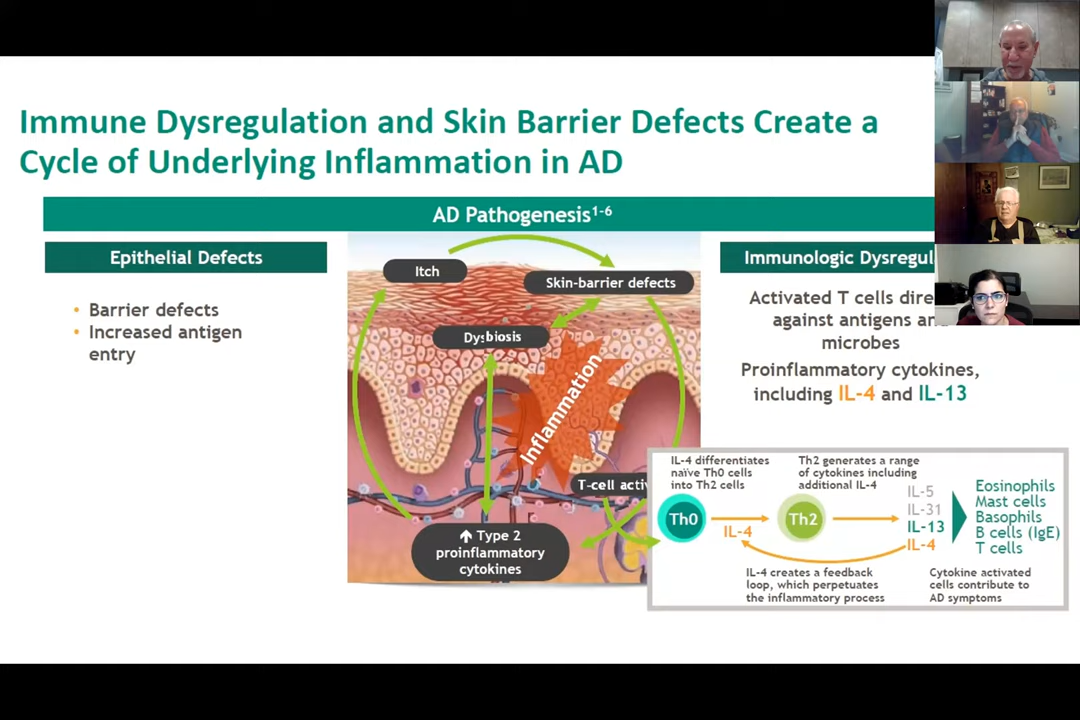 Immune Dysregulation and Skin Barrier Defects Create a
Cycle of Underlying Inflammation in AD
AD Pathogenesis1-6
Epithelial Defects
• Barrier defects
• Increased antigen
entry
Itch
Skin-barrier defects
Dysbiosis
Inflammation
T-cell
↑ Type 2
proinflammatory
cytokines
Immunologic
Activated T cells
against antigens
microbes
Proinflammatory cytokines,
including IL-4 and IL-13
IL-4 differentiates
naïve Th0 cells
into Th2 cells
Th2 generates a range
of cytokines including
additional IL-4
Th0
IL-4
Th2
IL-5
IL-31
IL-13
IL-4
Eosinophils
Mast cells
Basophils
B cells (IgE)
T cells
IL-4 creates a feedback
loop, which perpetuates
the inflammatory process
Cytokine activated
cells contribute to
AD symptoms